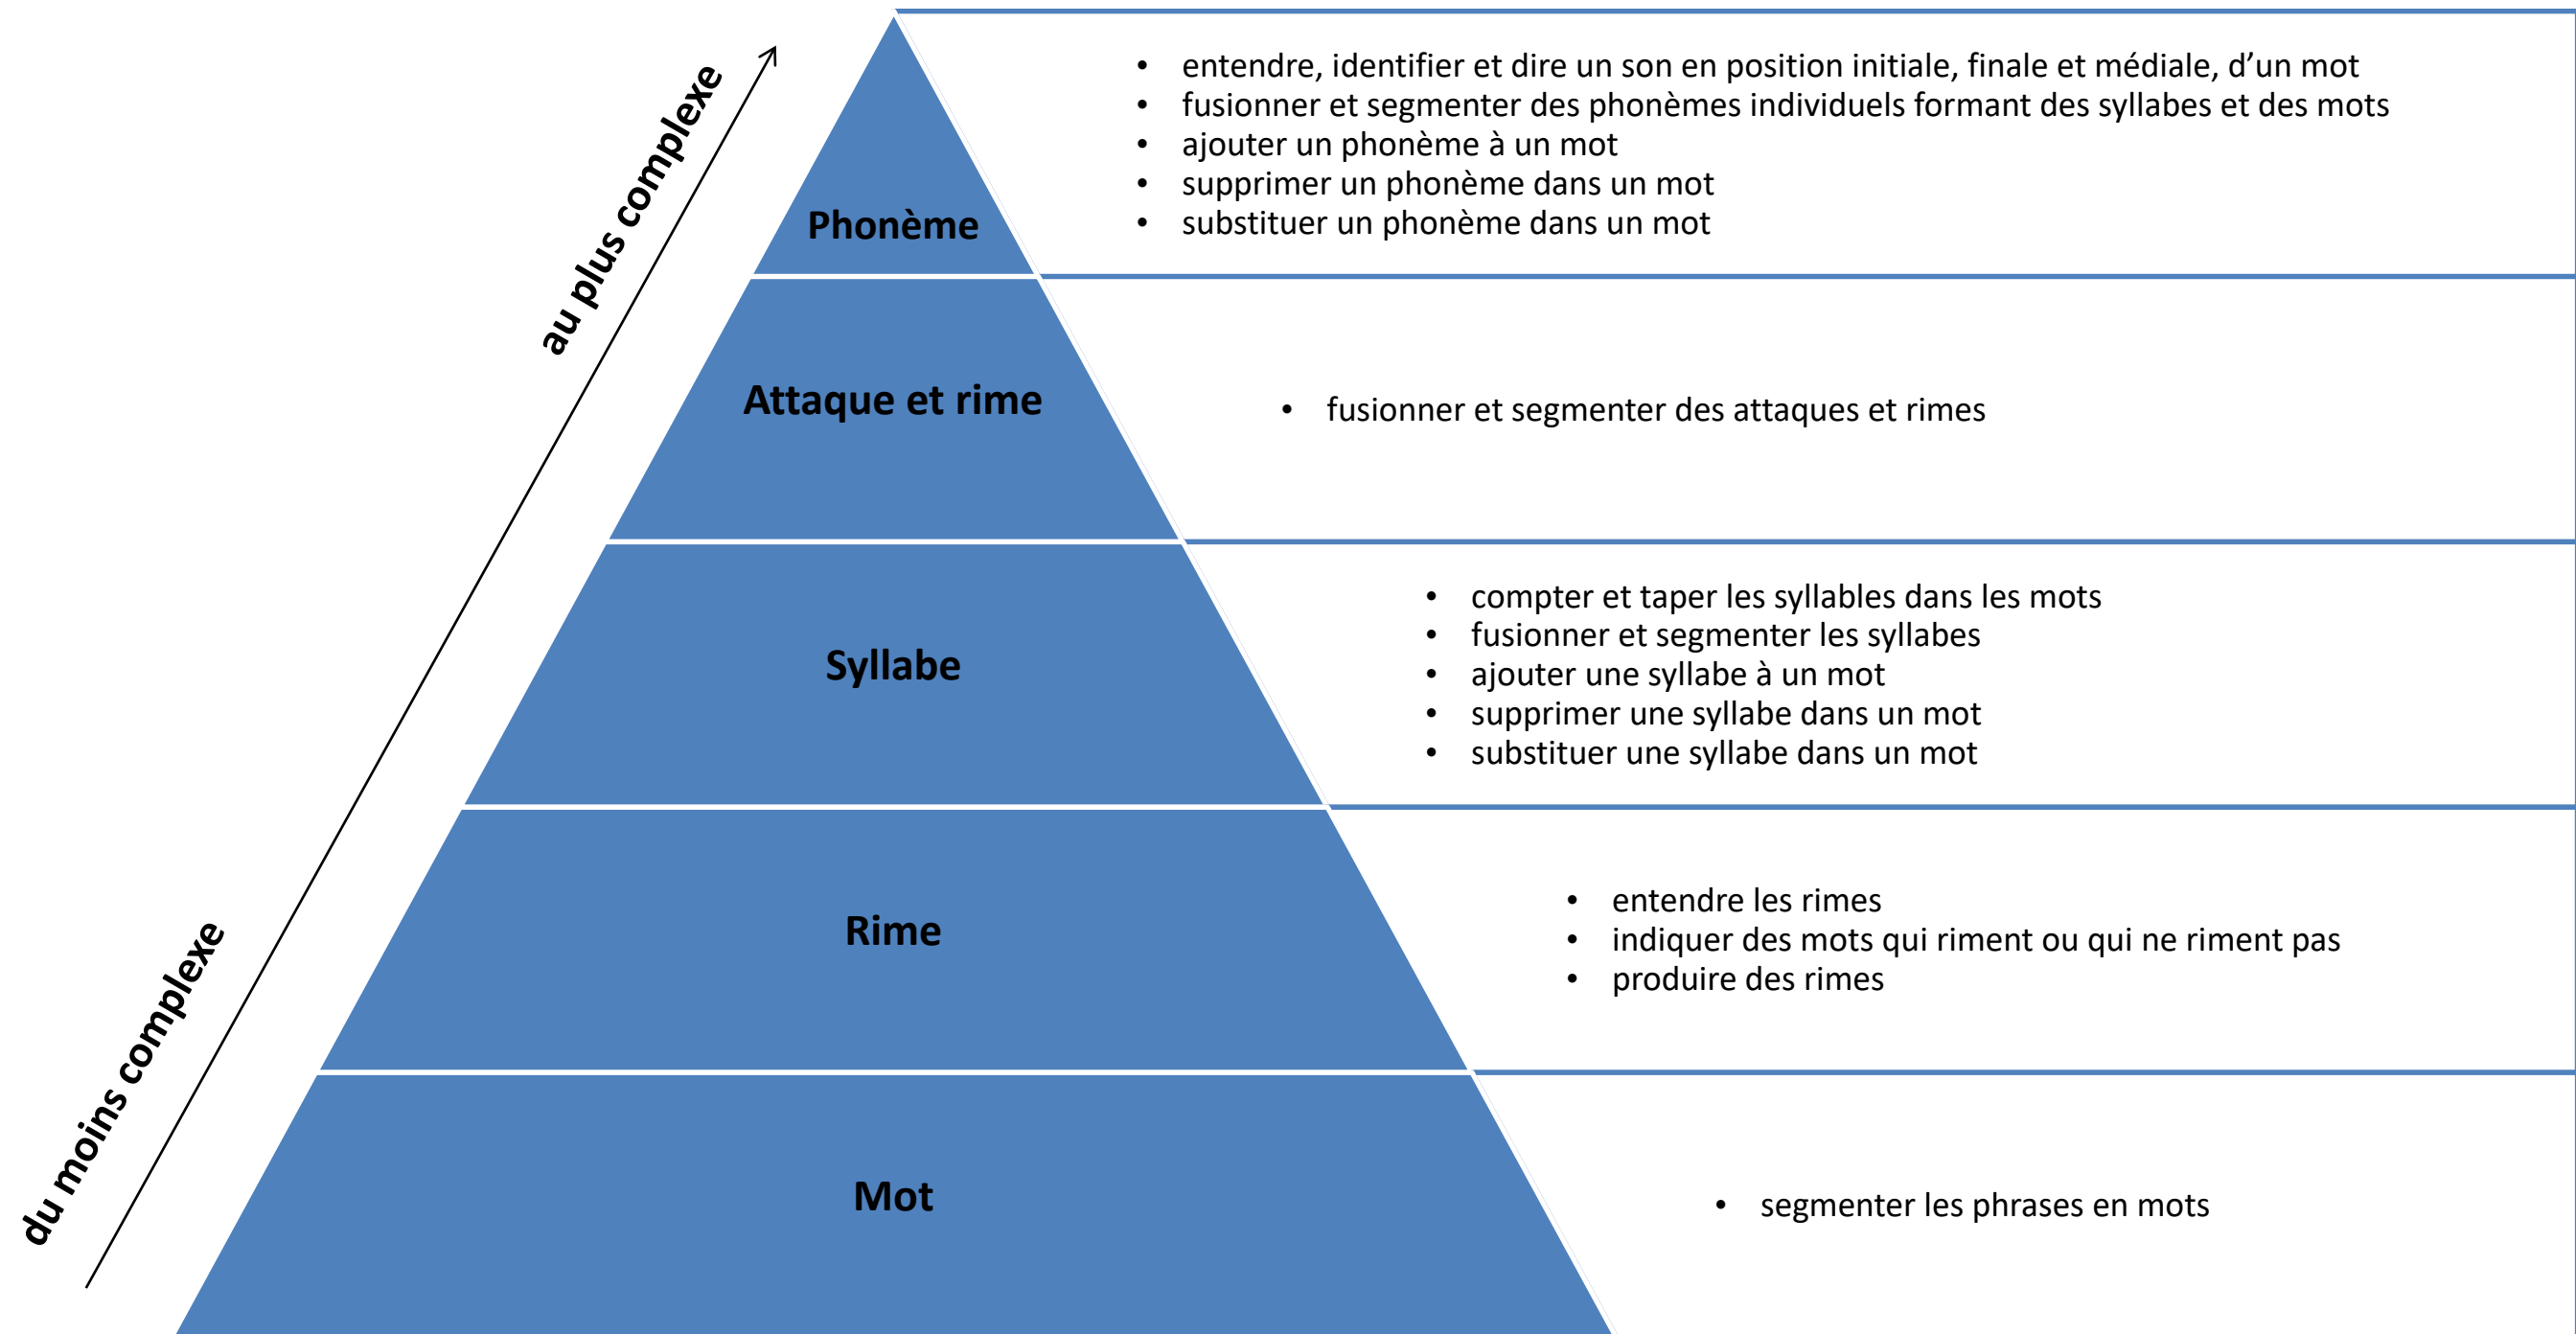 au plus complexe
du moins complexe
Phonème
• entendre, identifier et dire un son en position initiale, finale et médiale, d’un mot
• fusionner et segmenter des phonèmes individuels formant des syllabes et des mots
• ajouter un phonème à un mot
• supprimer un phonème dans un mot
• substituer un phonème dans un mot
Attaque et rime
• fusionner et segmenter des attaques et rimes
Syllabe
• compter et taper les syllables dans les mots
• fusionner et segmenter les syllabes
• ajouter une syllabe à un mot
• supprimer une syllabe dans un mot
• substituer une syllabe dans un mot
Rime
• entendre les rimes
• indiquer des mots qui riment ou qui ne riment pas
• produire des rimes
Mot
• segmenter les phrases en mots